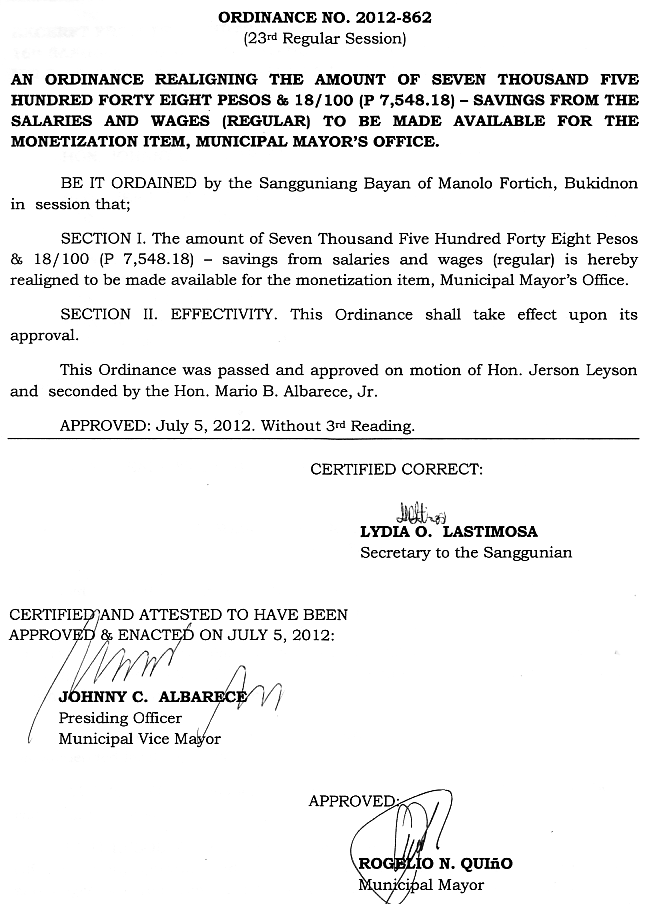 ORDINANCE NO. 2012-862
(23rd Regular Session)
AN ORDINANCE REALIGNING THE AMOUNT OF SEVEN THOUSAND FIVE
HUNDRED FORTY EIGHT PESOS & 18/100 (P 7,548.18) – SAVINGS FROM THE
SALARIES AND WAGES (REGULAR) TO BE MADE AVAILABLE FOR THE
MONETIZATION ITEM, MUNICIPAL MAYOR'S OFFICE.
BE IT ORDAINED by the Sangguniang Bayan of Manolo Fortich, Bukidnon
in session that;
SECTION I. The amount of Seven Thousand Five Hundred Forty Eight Pesos
& 18/100 (P 7,548.18) – savings from salaries and wages (regular) is hereby
realigned to be made available for the monetization item, Municipal Mayor's Office.
SECTION II. EFFECTIVITY. This Ordinance shall take effect upon its
approval.
This Ordinance was passed and approved on motion of Hon. Jerson Leyson
and seconded by the Hon. Mario B. Albarece, Jr.
APPROVED: July 5, 2012. Without 3rd Reading.
CERTIFIED CORRECT:
LYDIA O. LASTIMOSA
Secretary to the Sanggunian
CERTIFIED AND ATTESTED TO HAVE BEEN
APPROVED & ENACTED ON JULY 5, 2012:
JOHNNY C. ALBARECE
Presiding Officer
Municipal Vice Mayor
APPROVED:
ROGELIO N. QUIñO
Municipal Mayor